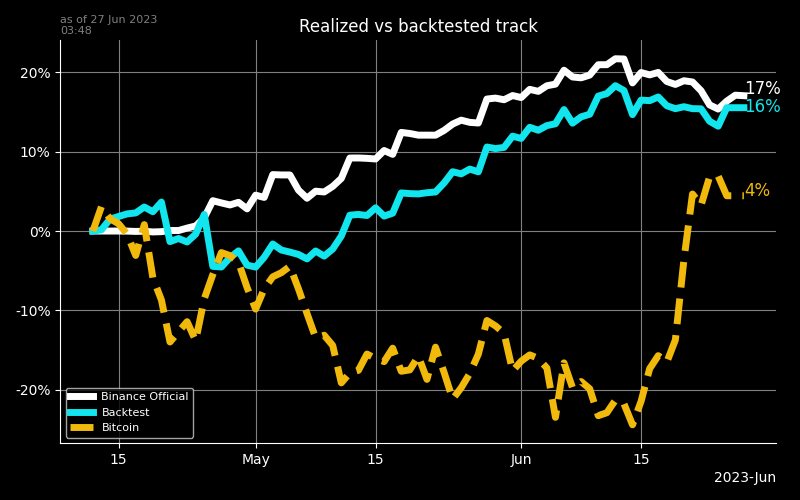 as of 27 Jun 2023
03:48
Realized vs backtested track
20%
10%
0%
-10%
-20%
17%
16%
4%
Binance Official
Backtest
Bitcoin
15
May
15
Jun
15
2023-Jun